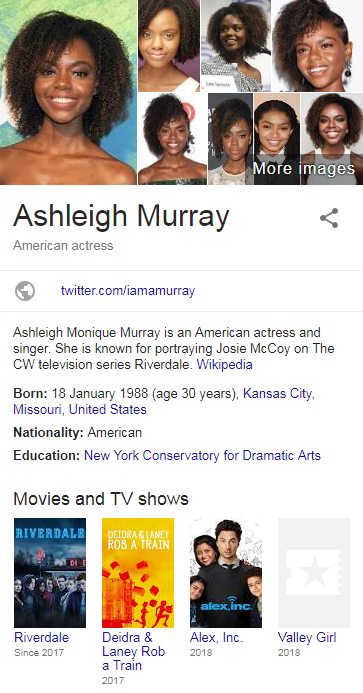 More images
Ashleigh Murray
American actress
twitter.com/iamamurray
Ashleigh Monique Murray is an American actress and
singer. She is known for portraying Josie McCoy on The
CW television series Riverdale. Wikipedia
Born: 18 January 1988 (age 30 years), Kansas City,
Missouri, United States
Nationality: American
Education: New York Conservatory for Dramatic Arts
Movies and TV shows
RIVERDALE
DEIDRA & LANEY
ROB A TRAIN
alex, inc.
Riverdale
Since 2017
Deidra &
Laney Rob
a Train
2017
Alex, Inc.
2018
Valley Girl
2018